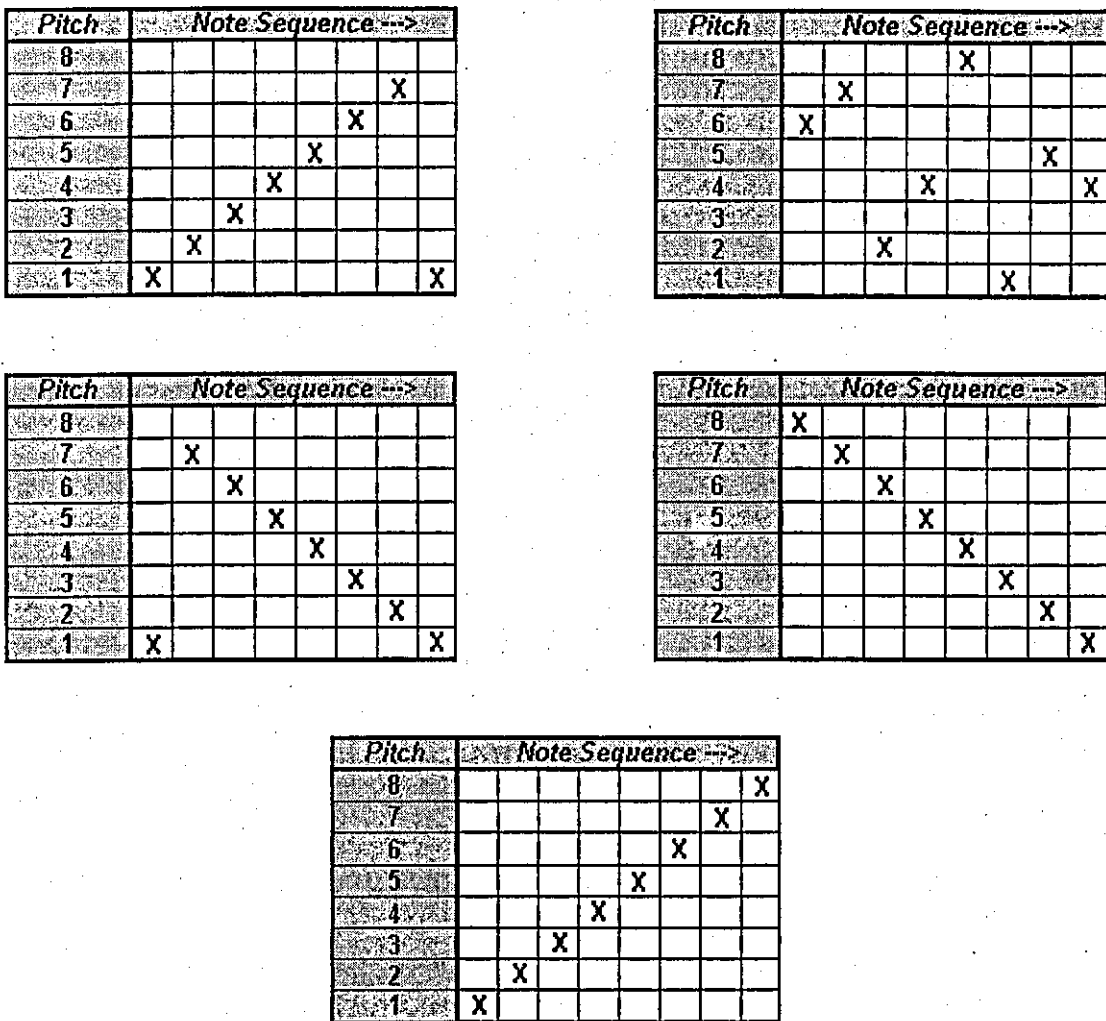 Pitch Note Sequence --->
8
7 X
6 X
5 X
4 X
3 X
2 X
1 X X
Pitch Note Sequence --->
8 X
7 X
6 X
5 X
4 X X
3
2 X
1 X
Pitch Note Sequence --->
8
7 X
6 X
5 X
4 X
3 X
2 X
1 X X
Pitch Note Sequence --->
8 X
7 X
6 X
5 X
4 X
3 X
2 X
1 X
Pitch Note Sequence --->
8 X
7 X
6 X
5 X
4 X
3 X
2 X
1 X